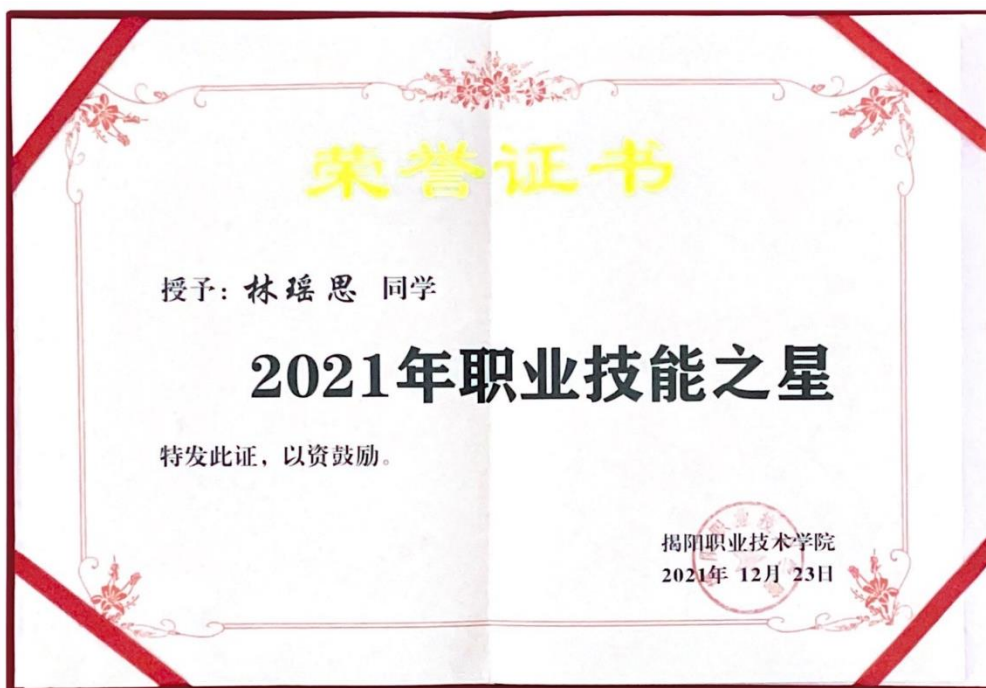 荣誉证书
授予：林瑶思 同学
2021年职业技能之星
特发此证，以资鼓励。
揭阳职业技术学院
2021年 12月 23日